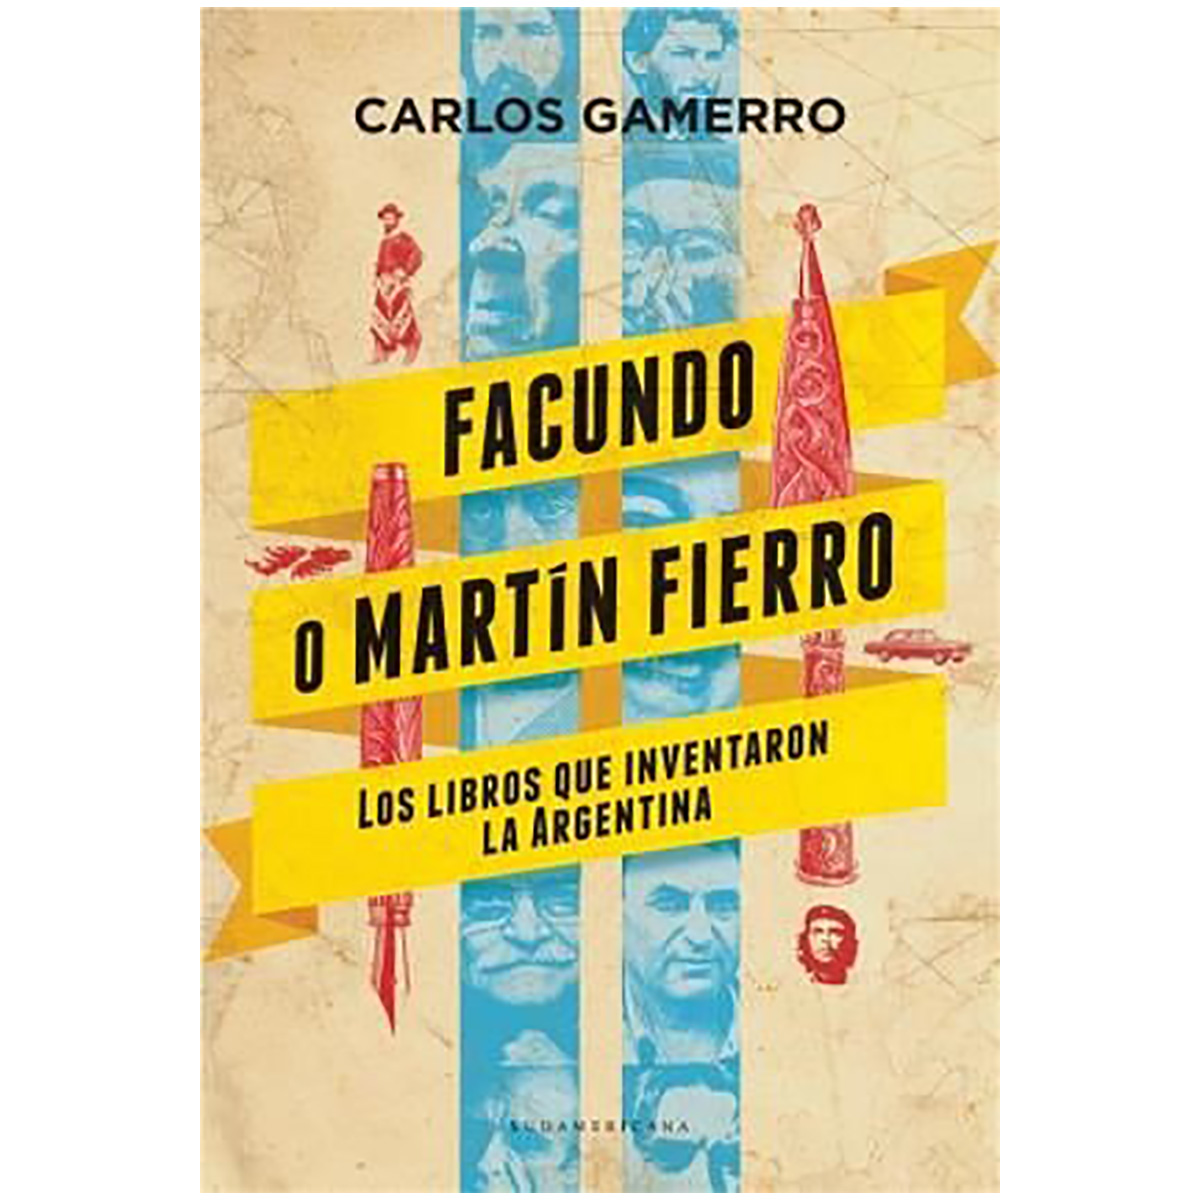 CARLOS GAMERRO
FACUNDO
O MARTÍN FIERRO
LOS LIBROS QUE INVENTARON
LA ARGENTINA
SUDAMERICANA